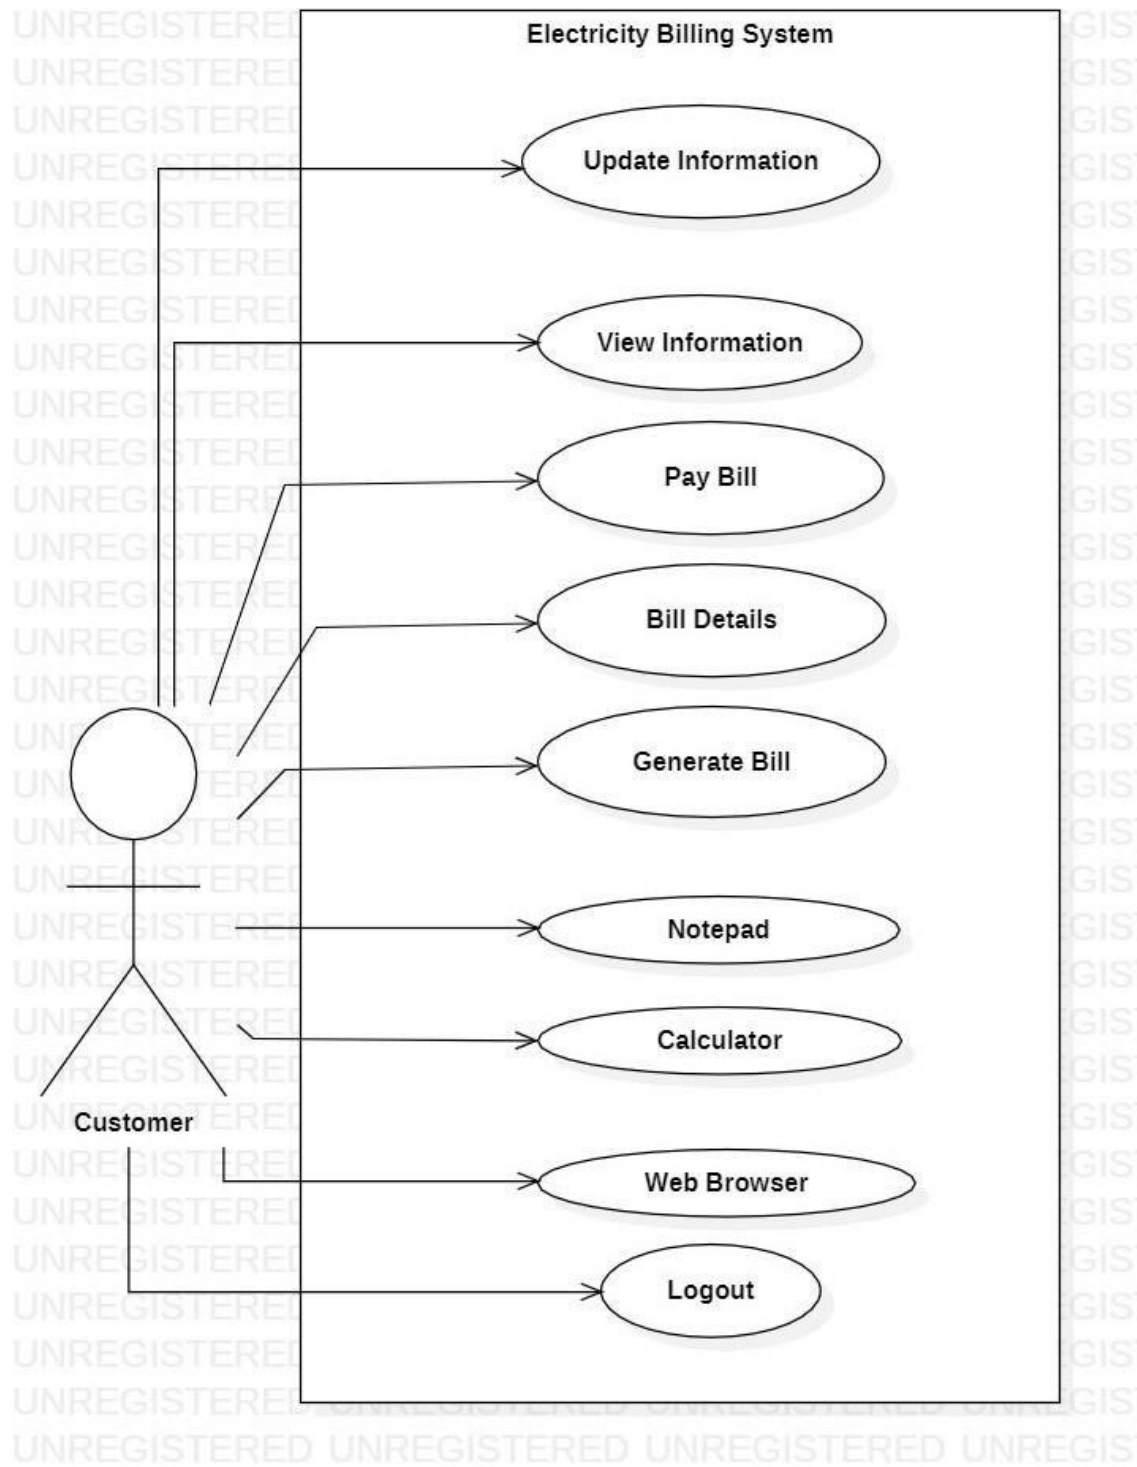 Electricity Billing System
Update Information
View Information
Pay Bill
Bill Details
Generate Bill
Notepad
Calculator
Customer
Web Browser
Logout
UNREGISTERED UNREGISTERED UNREGISTERED UNREGIS